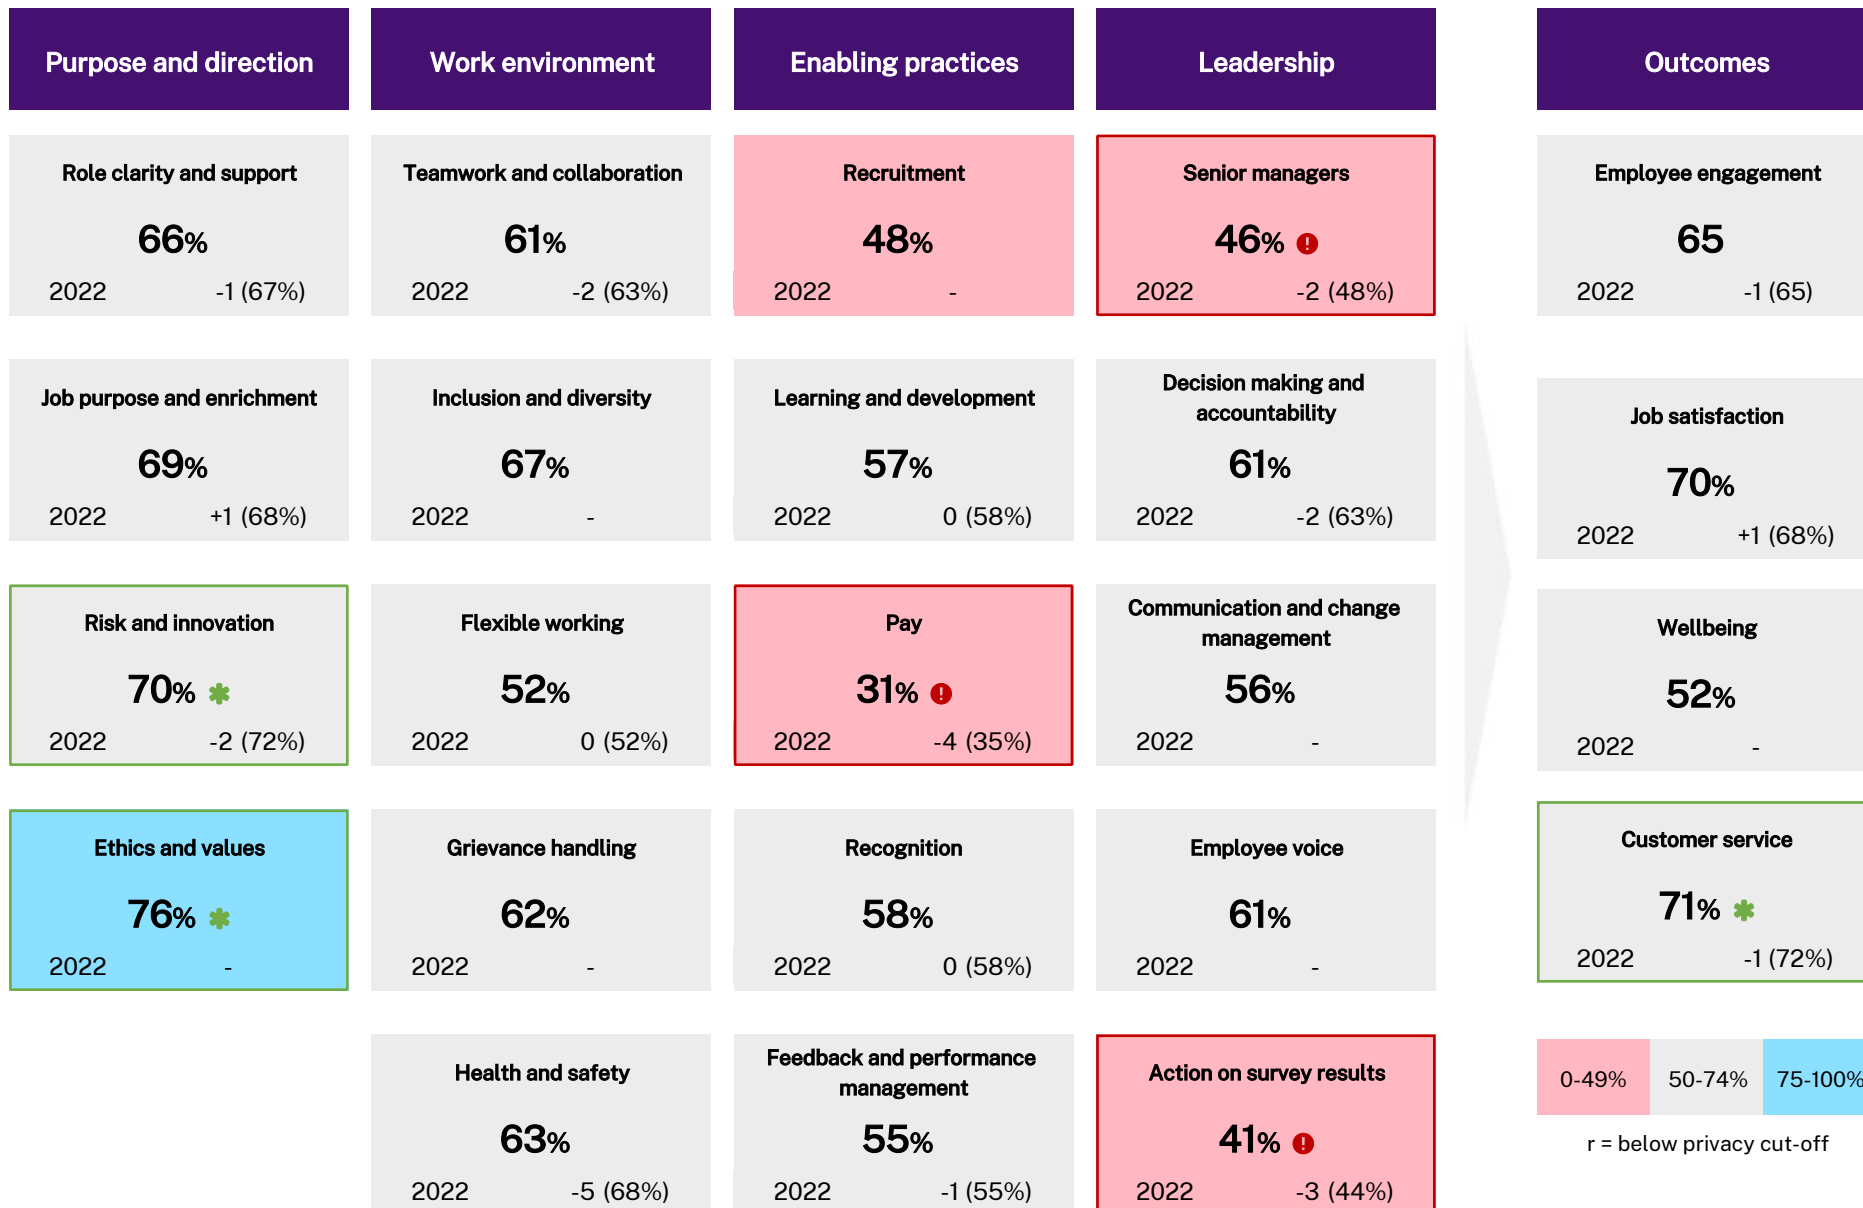 Purpose and direction
Role clarity and support
66%
2022 -1 (67%)
Job purpose and enrichment
69%
2022 +1 (68%)
Risk and innovation
70%
2022 -2 (72%)
Ethics and values
76%
2022 -
Work environment
Teamwork and collaboration
61%
2022 -2 (63%)
Inclusion and diversity
67%
2022 -
Flexible working
52%
2022 0 (52%)
Grievance handling
62%
2022 -
Health and safety
63%
2022 -5 (68%)
Enabling practices
Recruitment
48%
2022 -
Learning and development
57%
2022 0 (58%)
Pay
31% !
2022 -4 (35%)
Recognition
58%
2022 0 (58%)
Feedback and performance
management
55%
2022 -1 (55%)
Leadership
Senior managers
46% !
2022 -2 (48%)
Decision making and
accountability
61%
2022 -2 (63%)
Communication and change
management
56%
2022 -
Employee voice
61%
2022 -
Action on survey results
41% !
2022 -3 (44%)
Outcomes
Employee engagement
65
2022 -1 (65)
Job satisfaction
70%
2022 +1 (68%)
Wellbeing
52%
2022 -
Customer service
71%
2022 -1 (72%)
0-49% 50-74% 75-100%
r = below privacy cut-off